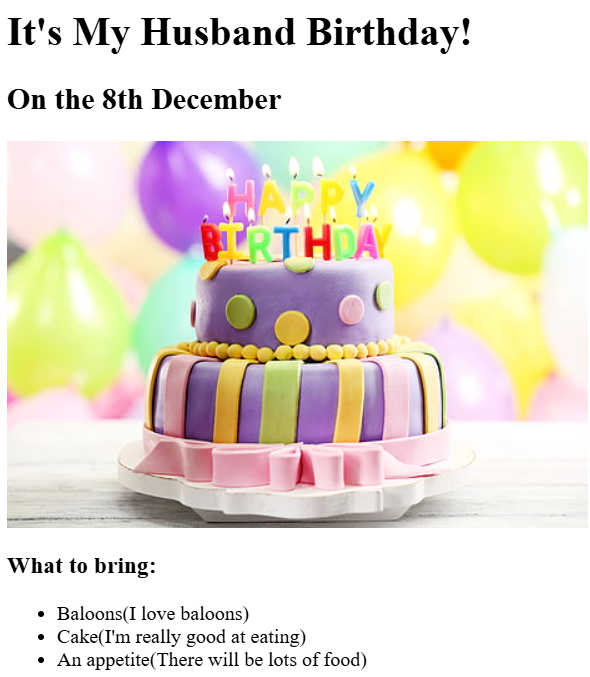 It's My Husband Birthday!
On the 8th December
HAPPY
BIRTHDAY
What to bring:
Baloons(I love baloons)
Cake(I'm really good at eating)
An appetite(There will be lots of food)